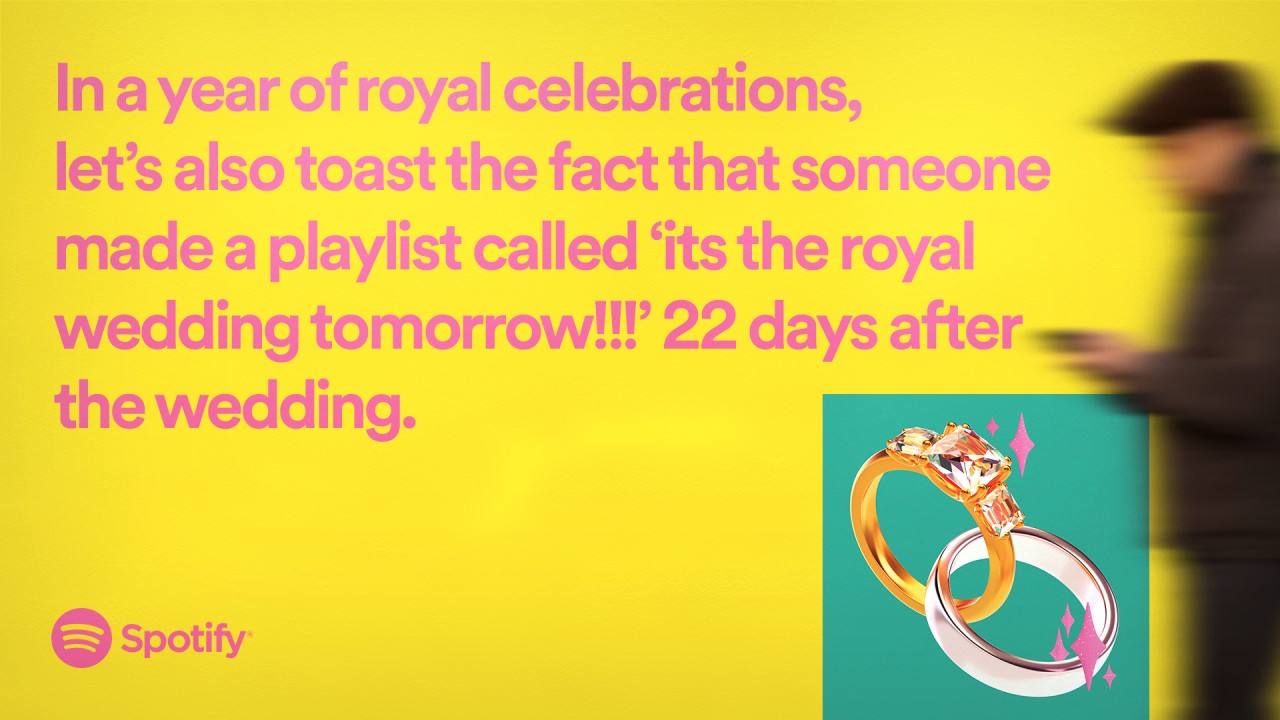 In a year of royal celebrations,
let’s also toast the fact that someone
made a playlist called ‘its the royal
wedding tomorrow!!!’ 22 days after
the wedding.
Spotify®